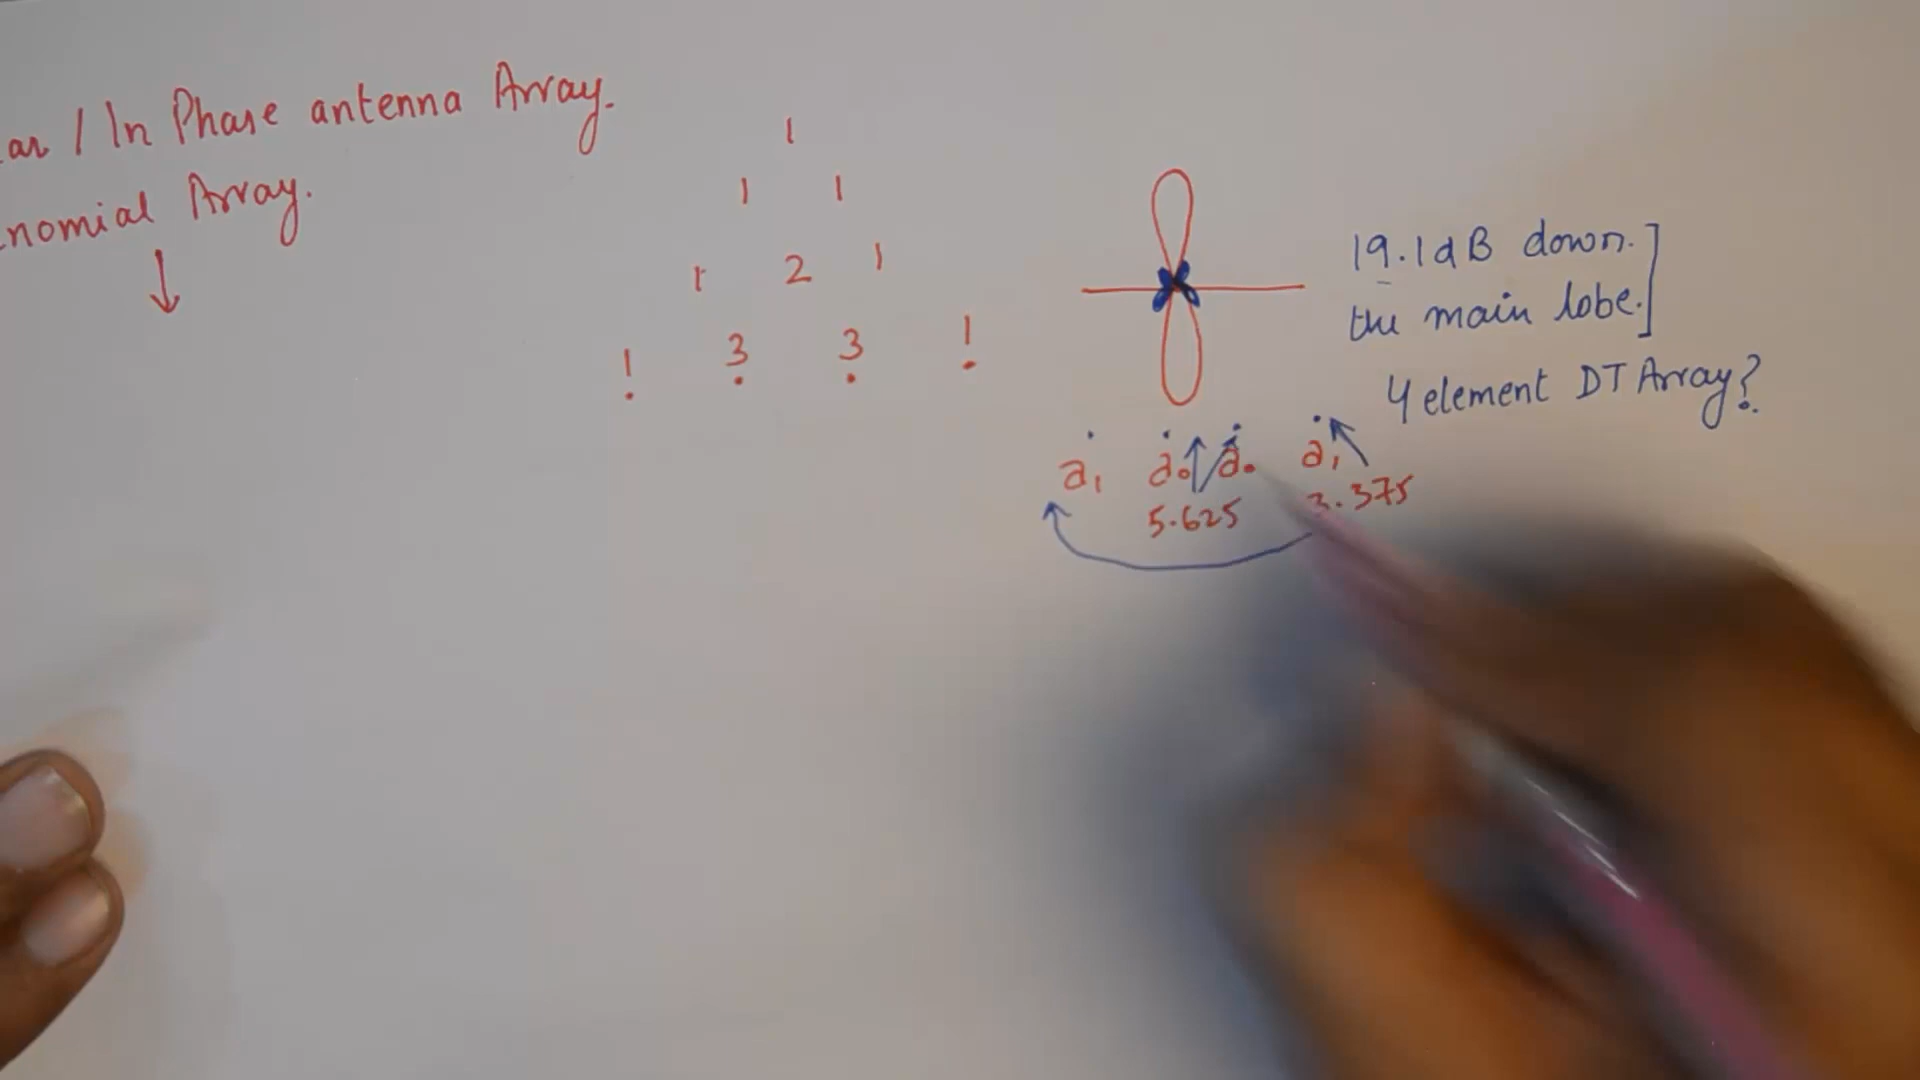 ar / In Phase antenna Array.
nomial Array.
1
1 1
1 2 1
1 3 3 1
19.1dB down.
the main lobe.]
4 element DT Array?
a₁ a₀ a₀ a₁
5.625 3.375